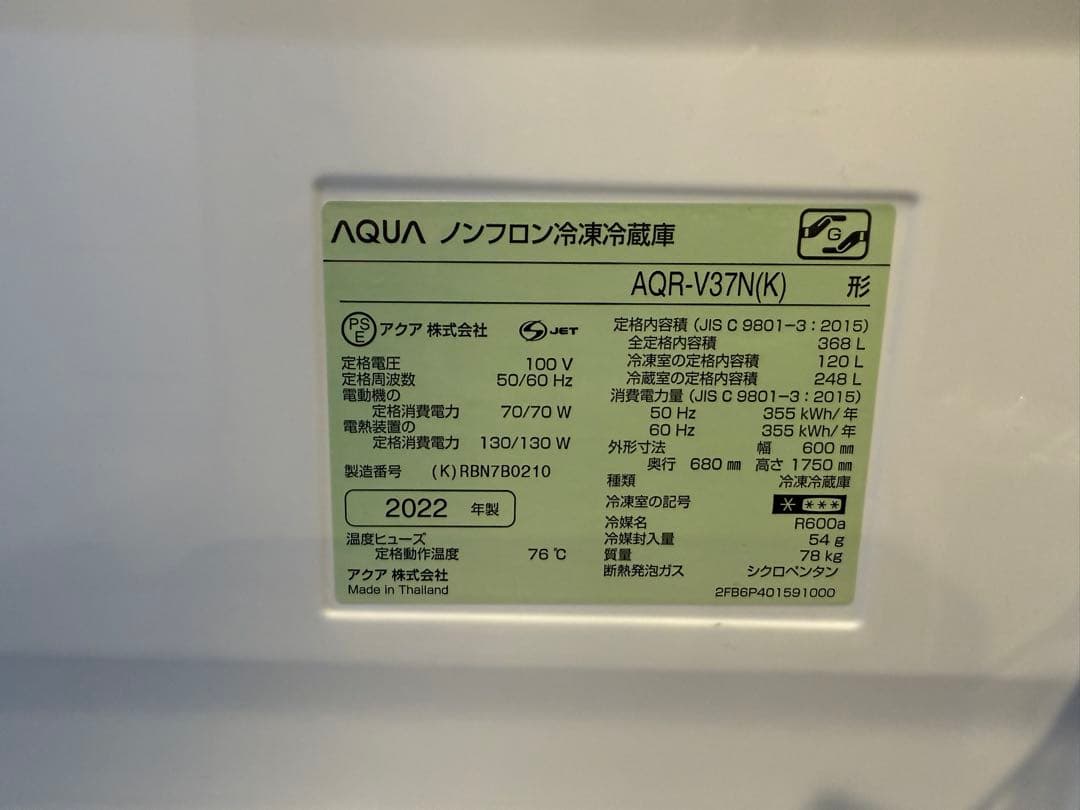 AQUA ノンフロン冷凍冷蔵庫
G
AQR-V37N(K) 形
PSE アクア 株式会社 S JET
定格電圧 100 V
定格周波数 50/60 Hz
電動機の
定格消費電力 70/70 W
電熱装置の
定格消費電力 130/130 W
製造番号 (K)RBN7B0210
2022 年製
温度ヒューズ
定格動作温度 76 ℃
アクア 株式会社
Made in Thailand
定格内容積 (JIS C 9801-3：2015)
全定格内容積 368 L
冷凍室の定格内容積 120 L
冷蔵室の定格内容積 248 L
消費電力量 (JIS C 9801-3：2015)
50 Hz 355 kWh/年
60 Hz 355 kWh/年
外形寸法 幅 600 ㎜
奥行 680 ㎜ 高さ 1750 ㎜
種類 冷凍冷蔵庫
冷凍室の記号 * ***
冷媒名 R600a
冷媒封入量 54 g
質量 78 kg
断熱発泡ガス シクロペンタン
2FB6P401591000